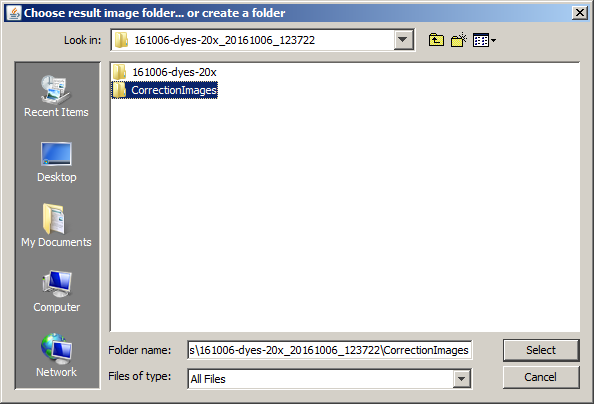 Choose result image folder... or create a folder
Look in: 161006-dyes-20x_20161006_123722
161006-dyes-20x
CorrectionImages
Recent Items
Desktop
My Documents
Computer
Network
Folder name: s\161006-dyes-20x_20161006_123722\CorrectionImages Select
Files of type: All Files Cancel